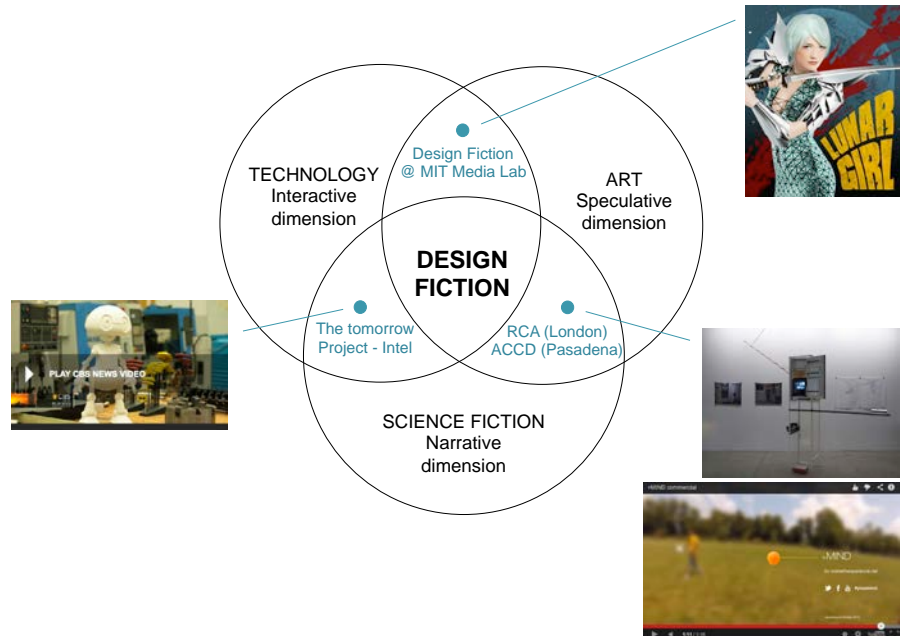 LUNAR
GIRL
Design Fiction
@ MIT Media Lab
TECHNOLOGY
Interactive
dimension
ART
Speculative
dimension
DESIGN
FICTION
The tomorrow
Project - Intel
RCA (London)
ACCD (Pasadena)
PLAY CBS NEWS VIDEO
SCIENCE FICTION
Narrative
dimension
commercial
MIND